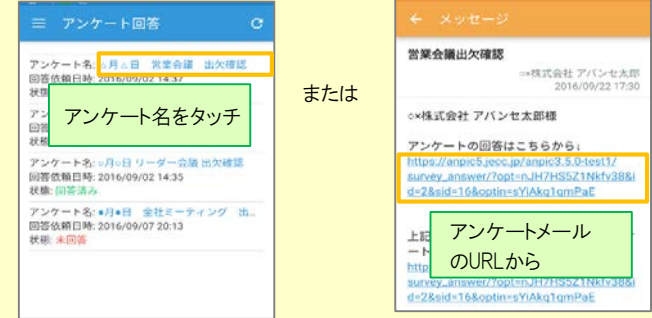 アンケート回答
アンケート名: △月△日 営業会議 出欠確認
回答依頼日時: 2016/09/02 14:37
アンケート名をタッチ
アンケート名: ○月○日 リーダー会議 出欠確認
回答依頼日時: 2016/09/02 14:35
状態: 回答済み
アンケート名: ●月●日 全社ミーティング 出...
回答依頼日時: 2016/09/07 20:13
状態: 未回答
または
メッセージ
営業会議出欠確認
○×株式会社 アバンセ太郎
2016/09/22 17:30
○×株式会社 アバンセ太郎様
アンケートの回答はこちらから↓
https://anpic5.jecc.jp/anpic3.5.0-test1/
survey_answer/?opt=nJH7HS5Z1Nkfv38&i
d=2&sid=16&optin=sYiAkq1qmPaE
上記
アンケートメール
のURLから
http
survey_answer/?opt=nJH7HS5Z1Nkfv38&i
d=2&sid=16&optin=sYiAkq1qmPaE